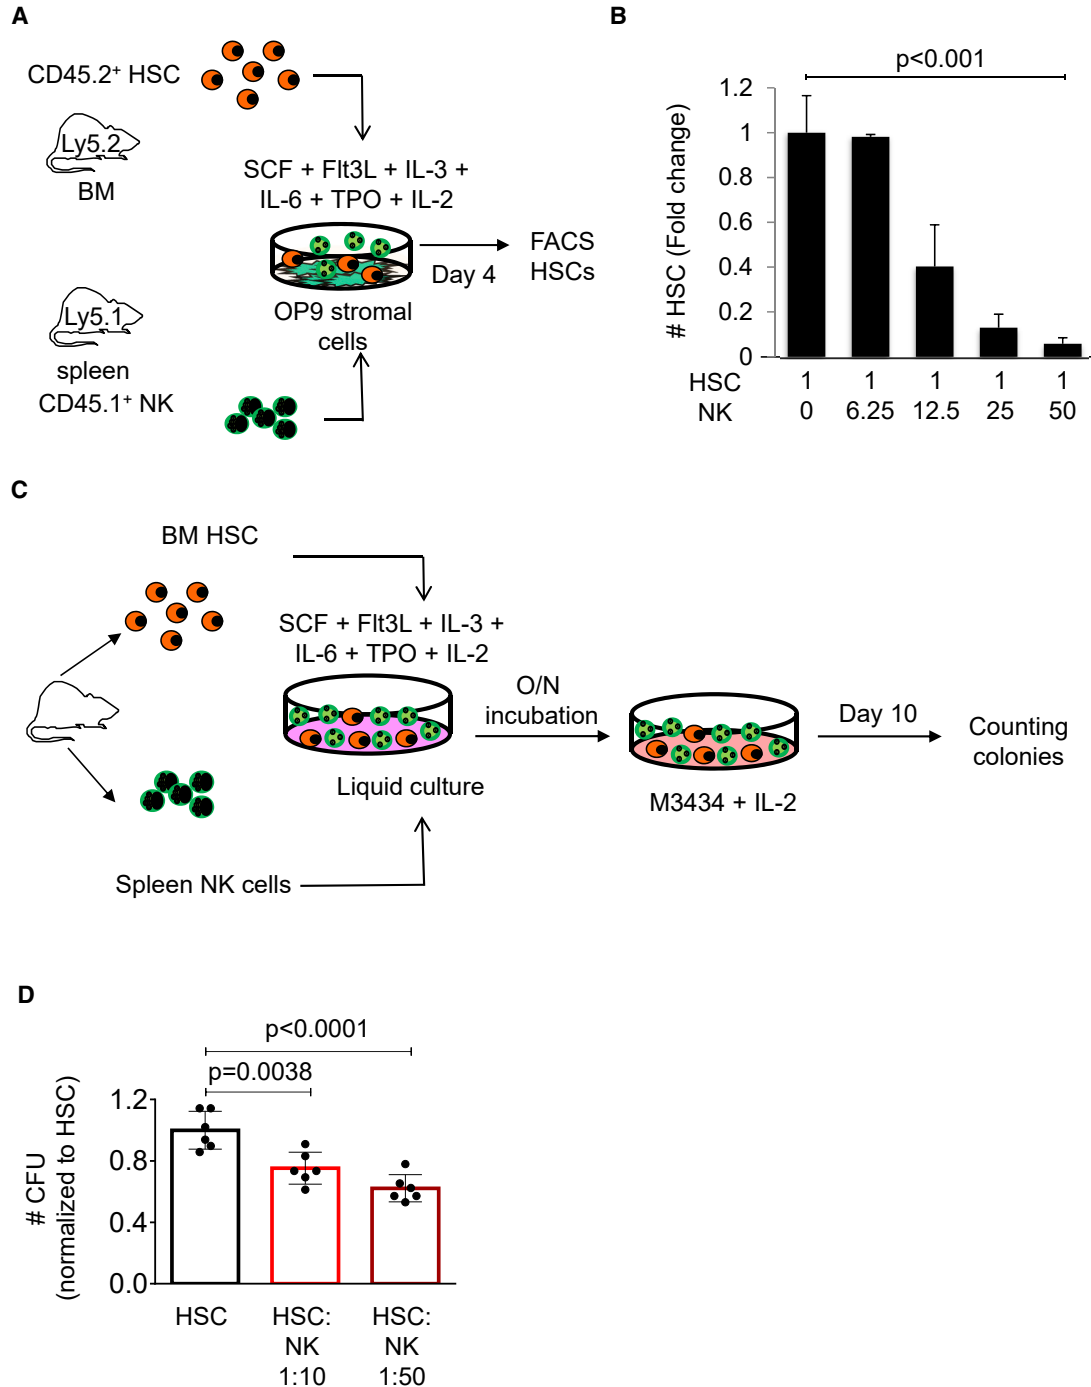 A
CD45.2⁺ HSC
Ly5.2
BM
SCF + Flt3L + IL-3 +
IL-6 + TPO + IL-2
Day 4
FACS
HSCs
OP9 stromal
cells
Ly5.1
spleen
CD45.1⁺ NK
B
p<0.001
# HSC (Fold change)
1.2
1
0.8
0.6
0.4
0.2
0
HSC 1 1 1 1 1
NK 0 6.25 12.5 25 50
C
BM HSC
SCF + Flt3L + IL-3 +
IL-6 + TPO + IL-2
O/N
incubation
Day 10
Counting
colonies
Liquid culture
M3434 + IL-2
Spleen NK cells
D
p<0.0001
p=0.0038
# CFU
(normalized to HSC)
1.2
0.8
0.4
0.0
HSC
HSC:
NK
1:10
HSC:
NK
1:50